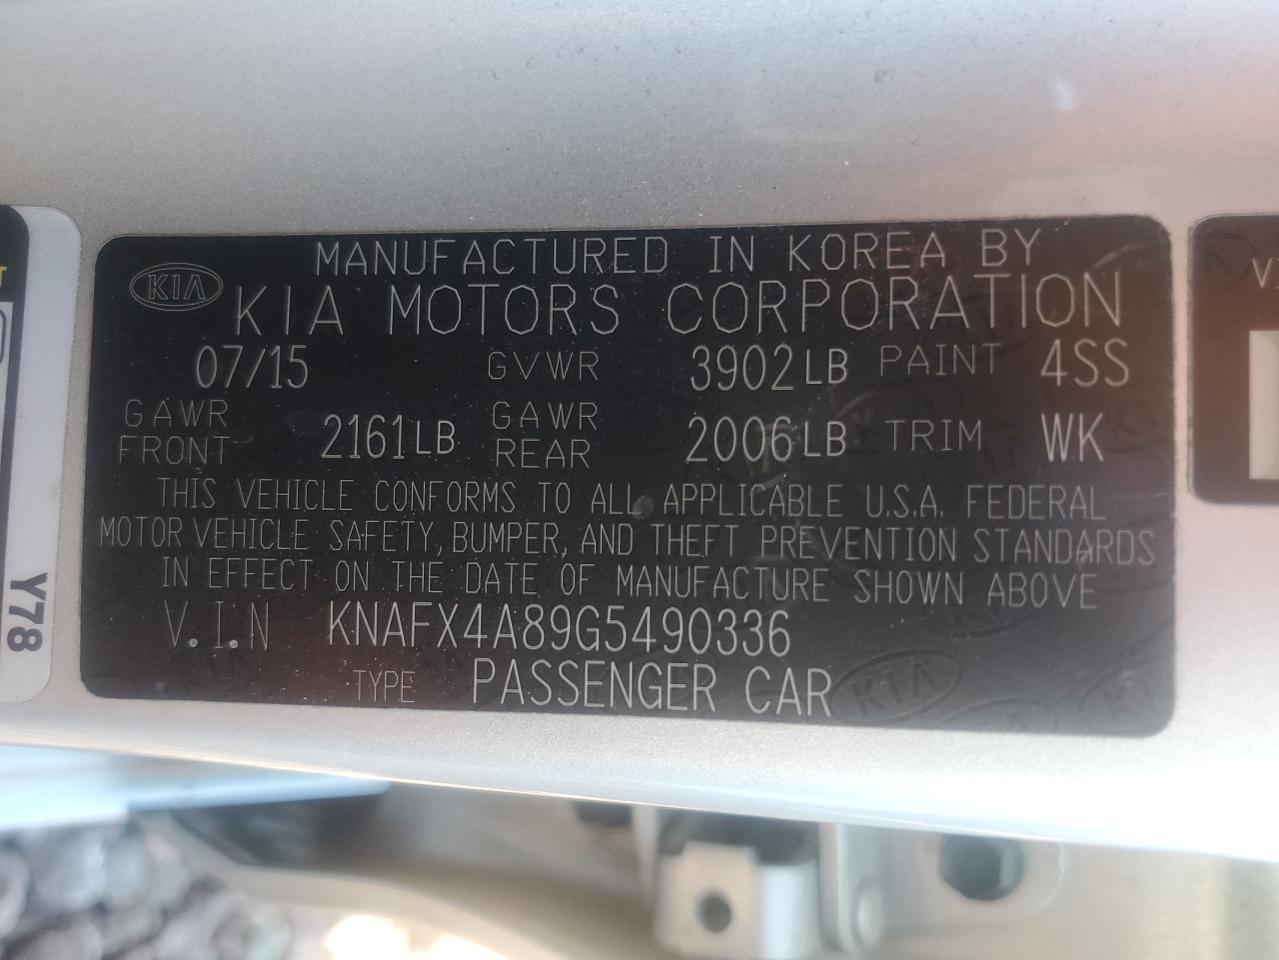 MANUFACTURED IN KOREA BY
KIA
KIA MOTORS CORPORATION
07/15 GVWR 3902LB PAINT 4SS
GAWR FRONT 2161LB GAWR REAR 2006LB TRIM WK
THIS VEHICLE CONFORMS TO ALL APPLICABLE U.S.A. FEDERAL
MOTOR VEHICLE SAFETY, BUMPER, AND THEFT PREVENTION STANDARDS
IN EFFECT ON THE DATE OF MANUFACTURE SHOWN ABOVE
V.I.N KNAFX4A89G5490336
TYPE PASSENGER CAR
KIA
Y78